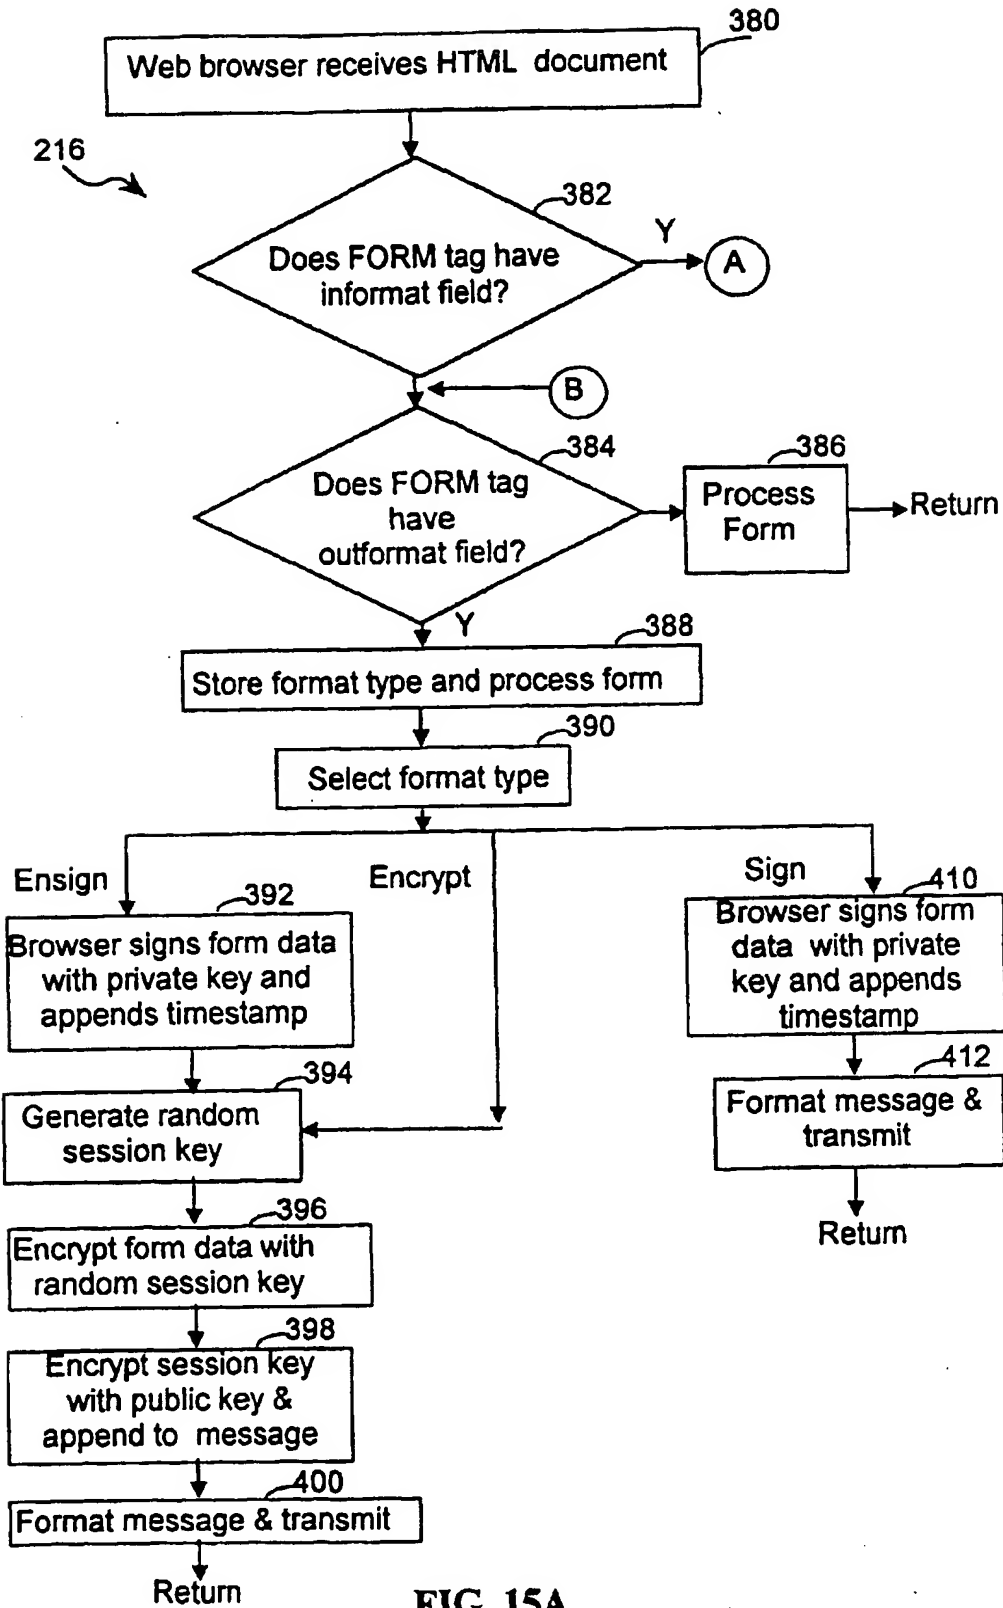 380
Web browser receives HTML document
216
382
Does FORM tag have
informat field?
Y
A
B
384
Does FORM tag
have
outformat field?
386
Process
Form
Return
Y
388
Store format type and process form
390
Select format type
Ensign
Encrypt
Sign
392
Browser signs form data
with private key and
appends timestamp
410
Browser signs form
data with private
key and appends
timestamp
394
Generate random
session key
412
Format message &
transmit
Return
396
Encrypt form data with
random session key
398
Encrypt session key
with public key &
append to message
400
Format message & transmit
Return
FIG. 15A